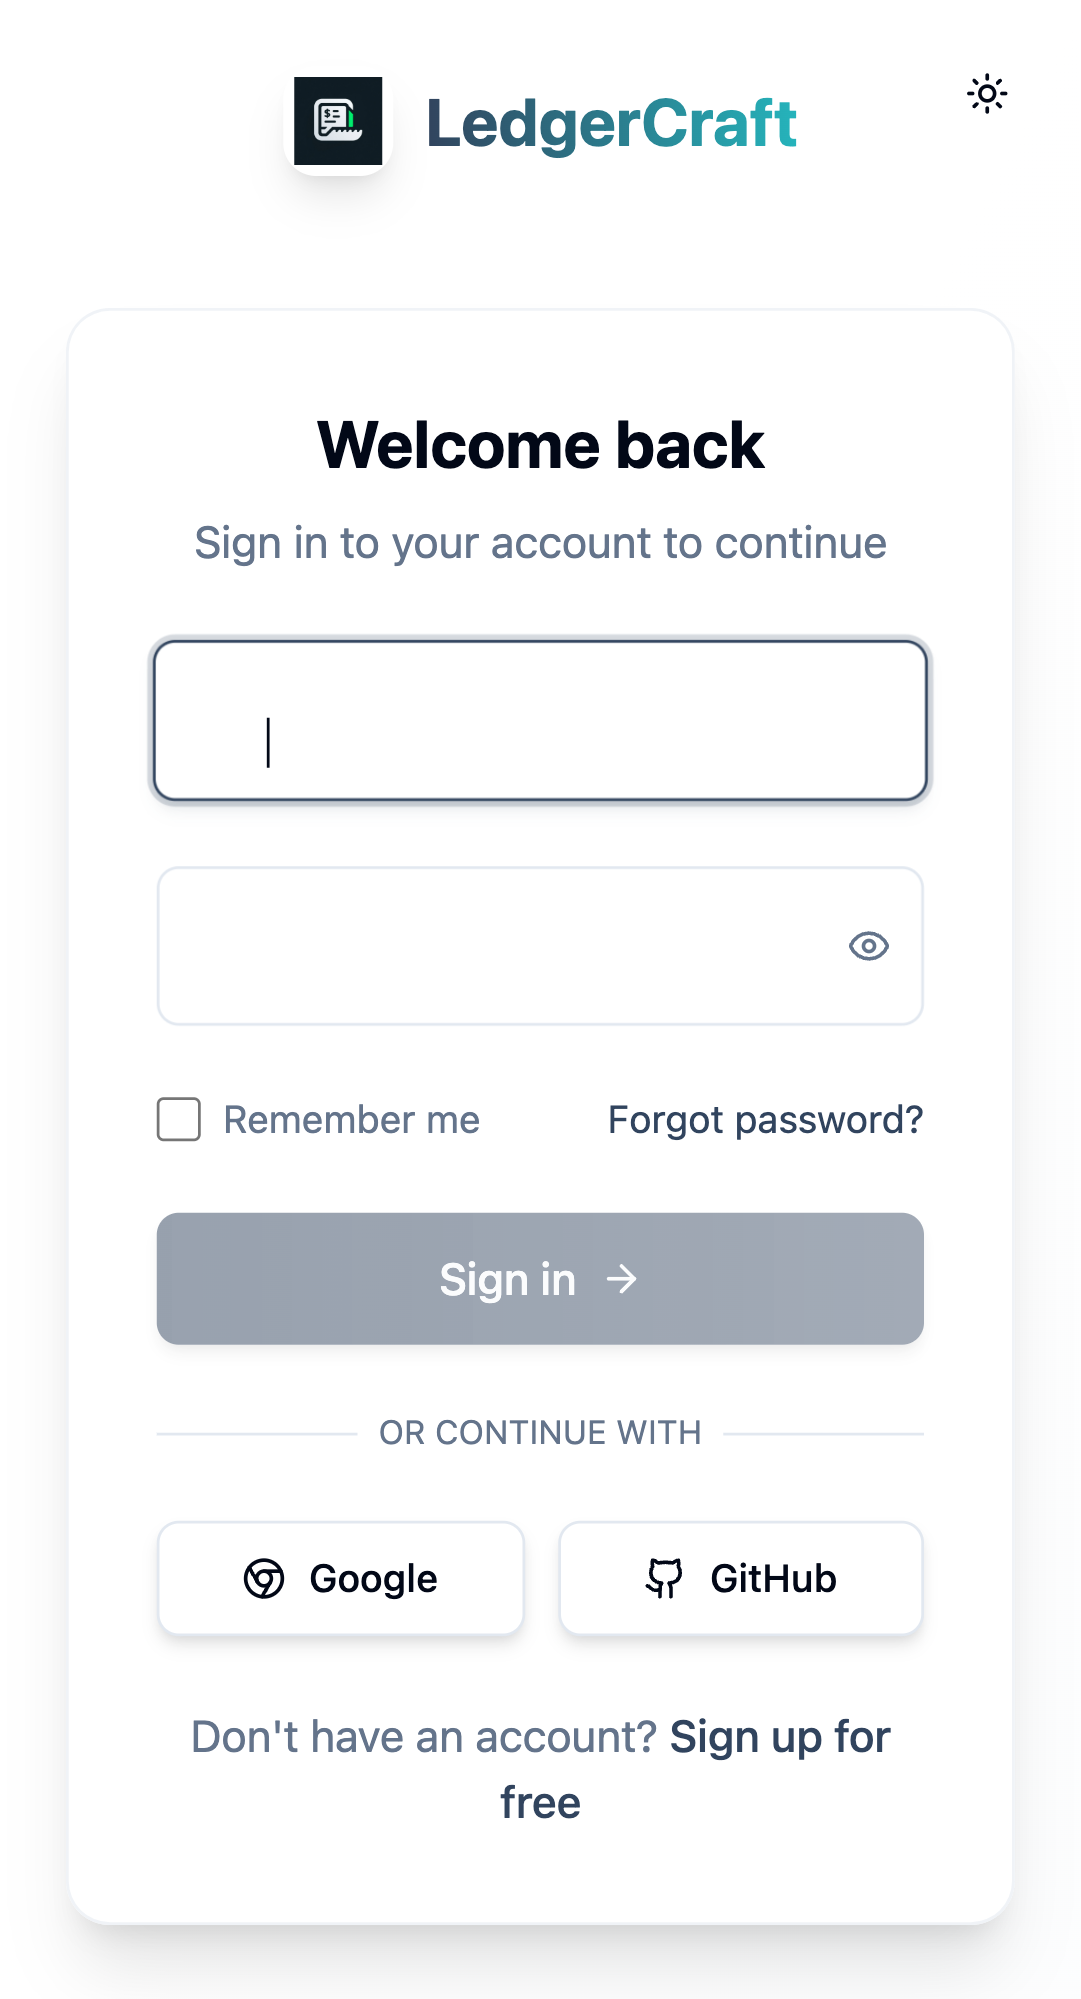 LedgerCraft
Welcome back
Sign in to your account to continue
Remember me
Forgot password?
Sign in
OR CONTINUE WITH
Google
GitHub
Don't have an account? Sign up for
free